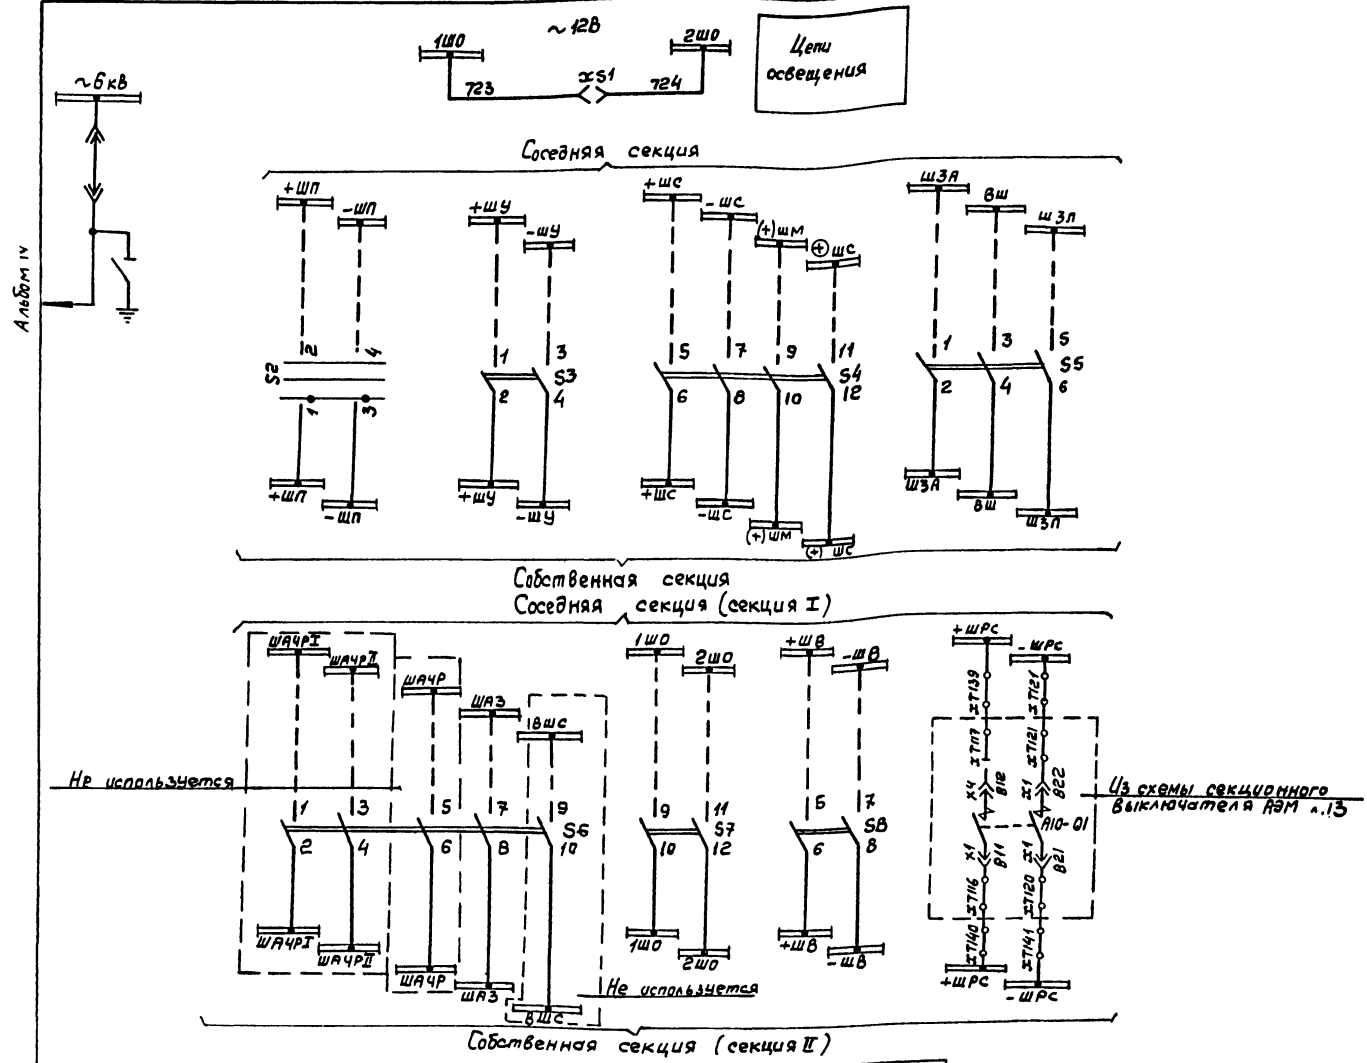 ~12В
1ШО 2ШО
723 XS1 724
Цепи
освещения
~6кВ
Альбом IV
Соседняя секция
+ШП -ШП +ШУ -ШУ +ШС -ШС (+)ШМ (+)ШС ШЗА ВШ ШЗП
2 4 1 3 5 7 9 11 1 3 5
S2 S3 S4 S5
1 3 2 4 6 8 10 12 2 4 6
+ШП -ШП +ШУ -ШУ +ШС -ШС (+)ШМ (+)ШС ШЗА ВШ ШЗП
Собственная секция
Соседняя секция (секция I)
ШАЧРI ШАЧРII ШАЧР ШАЗ ВШС 1ШО 2ШО +ШВ -ШВ +ШРС -ШРС
XT139 XT121
XT117 XT121
Не используется
X4 В12 X1 В22
Из схемы секционного
выключателя АЭМ л.13
1 3 5 7 9 9 11 5 7
S6 S7 S8 А10-Q1
2 4 6 8 10 10 12 6 8
X1 В11 X1 В21
XT116 XT120
XT140 XT141
ШАЧРI ШАЧРII ШАЧР ШАЗ ВШС 1ШО 2ШО +ШВ -ШВ +ШРС -ШРС
Не используется
Собственная секция (секция II)